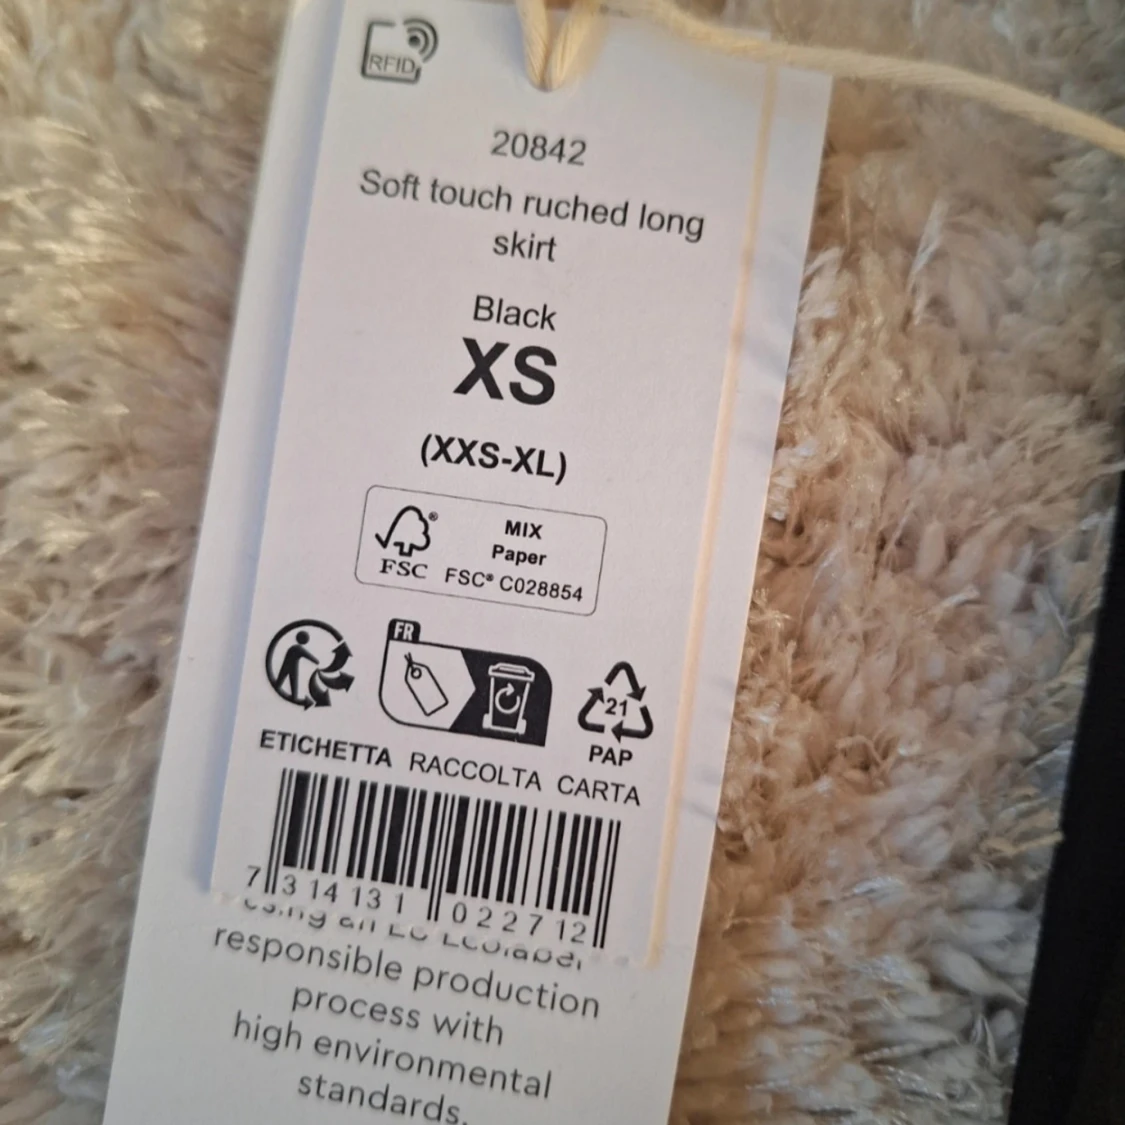 RFID
20842
Soft touch ruched long
skirt
Black
XS
(XXS-XL)
FSC®
MIX
Paper
FSC® C028854
FR
21
PAP
ETICHETTA RACCOLTA CARTA
7 314131 022712
responsible production
process with
high environmental
standards.